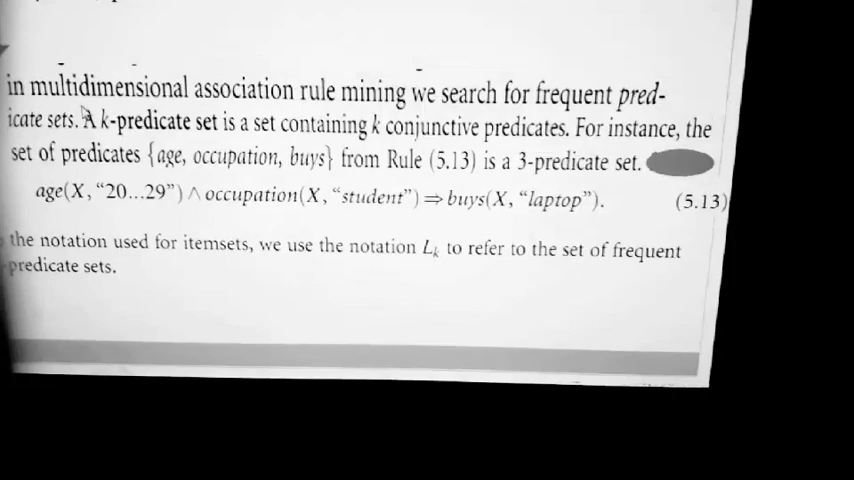 in multidimensional association rule mining we search for frequent pred-
icate sets. A k-predicate set is a set containing k conjunctive predicates. For instance, the
set of predicates {age, occupation, buys} from Rule (5.13) is a 3-predicate set.
age(X, “20...29”) ∧ occupation(X, “student”) ⇒ buys(X, “laptop”). (5.13)
the notation used for itemsets, we use the notation Lₖ to refer to the set of frequent
-predicate sets.